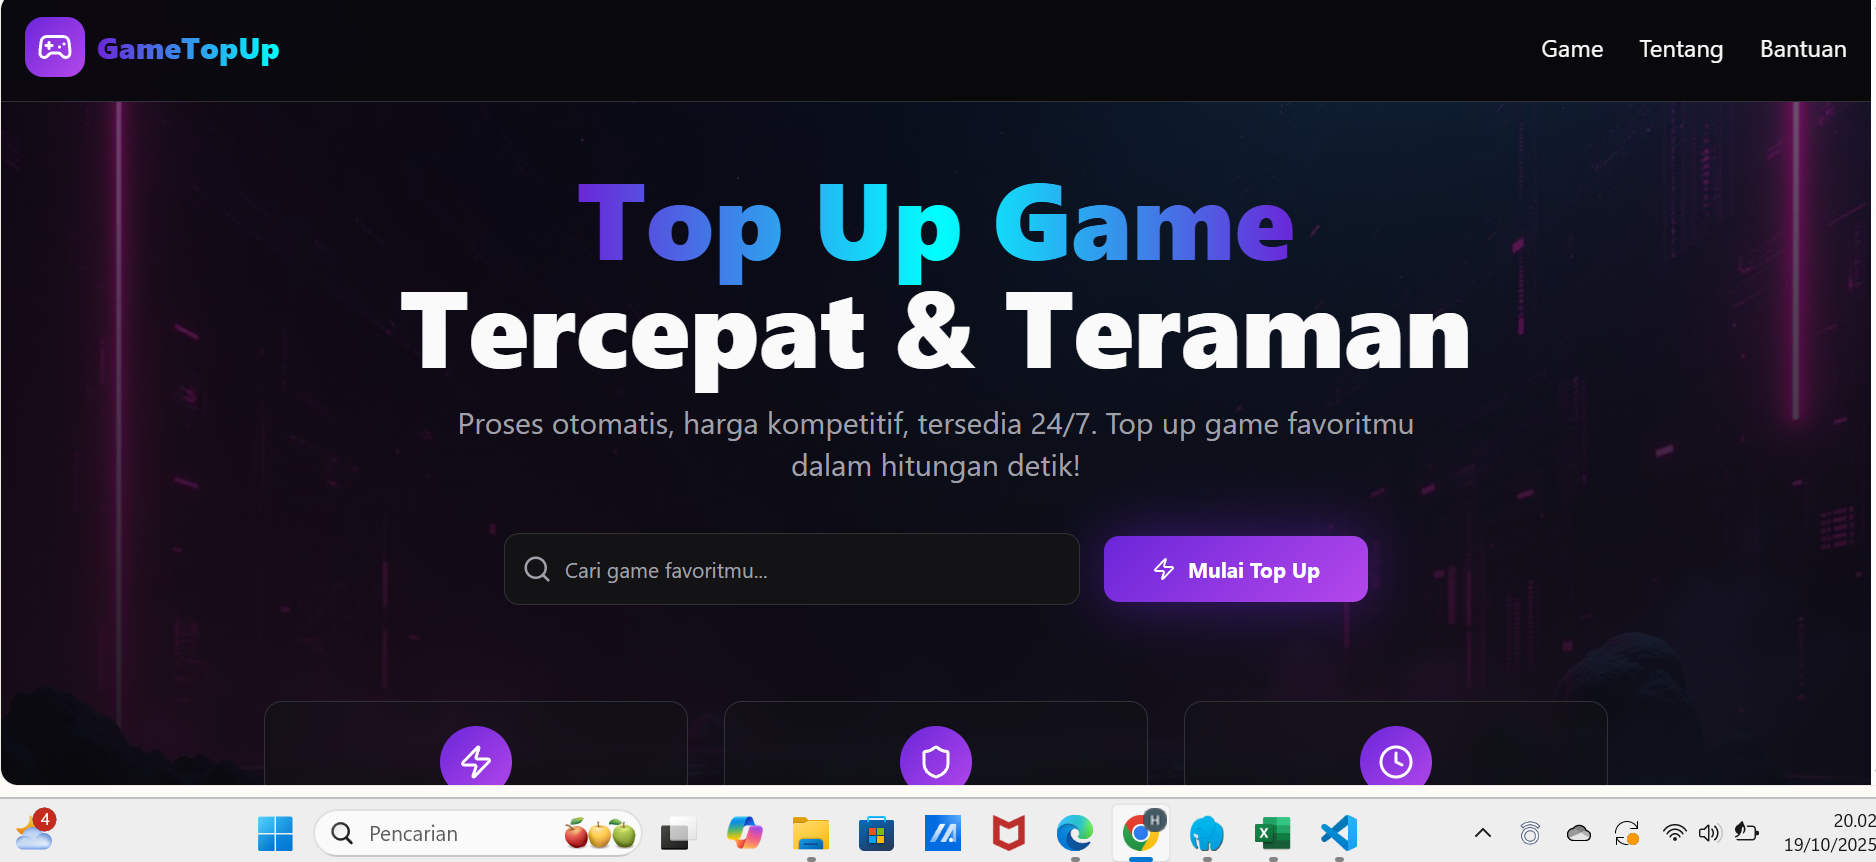 GameTopUp
Game Tentang Bantuan
Top Up Game
Tercepat & Teraman
Proses otomatis, harga kompetitif, tersedia 24/7. Top up game favoritmu
dalam hitungan detik!
Cari game favoritmu...
Mulai Top Up
4
Pencarian
H
20.02
19/10/2025